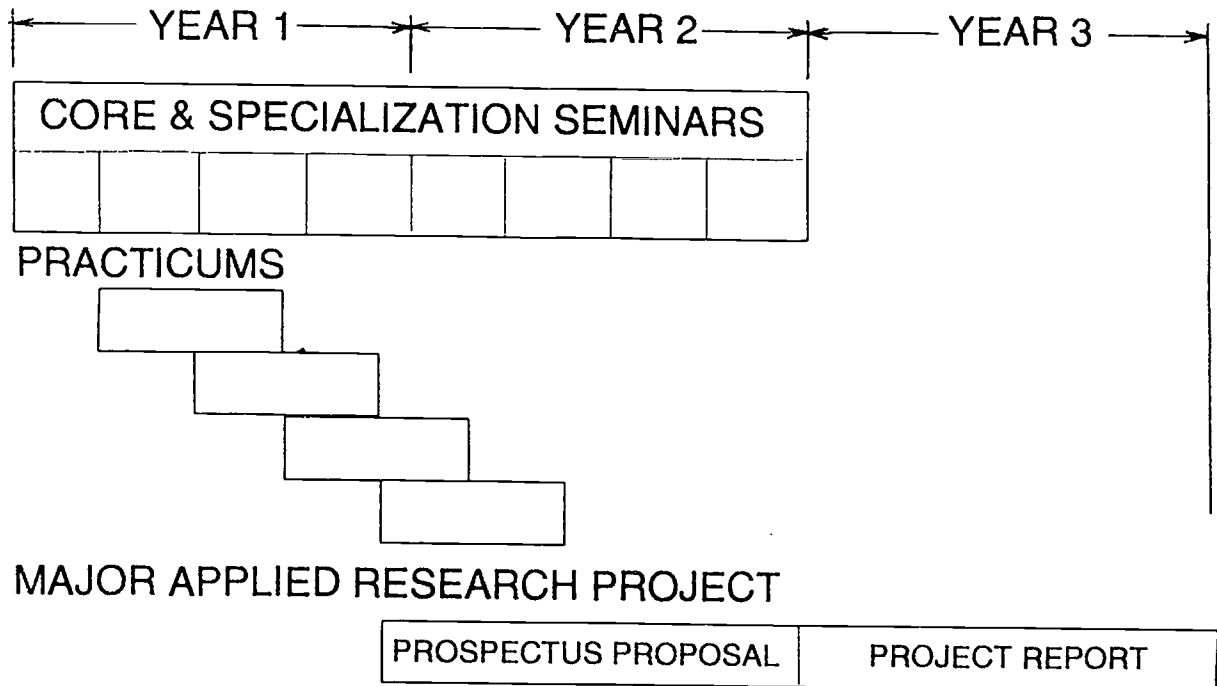 YEAR 1 YEAR 2 YEAR 3
CORE & SPECIALIZATION SEMINARS
PRACTICUMS
MAJOR APPLIED RESEARCH PROJECT
PROSPECTUS PROPOSAL PROJECT REPORT